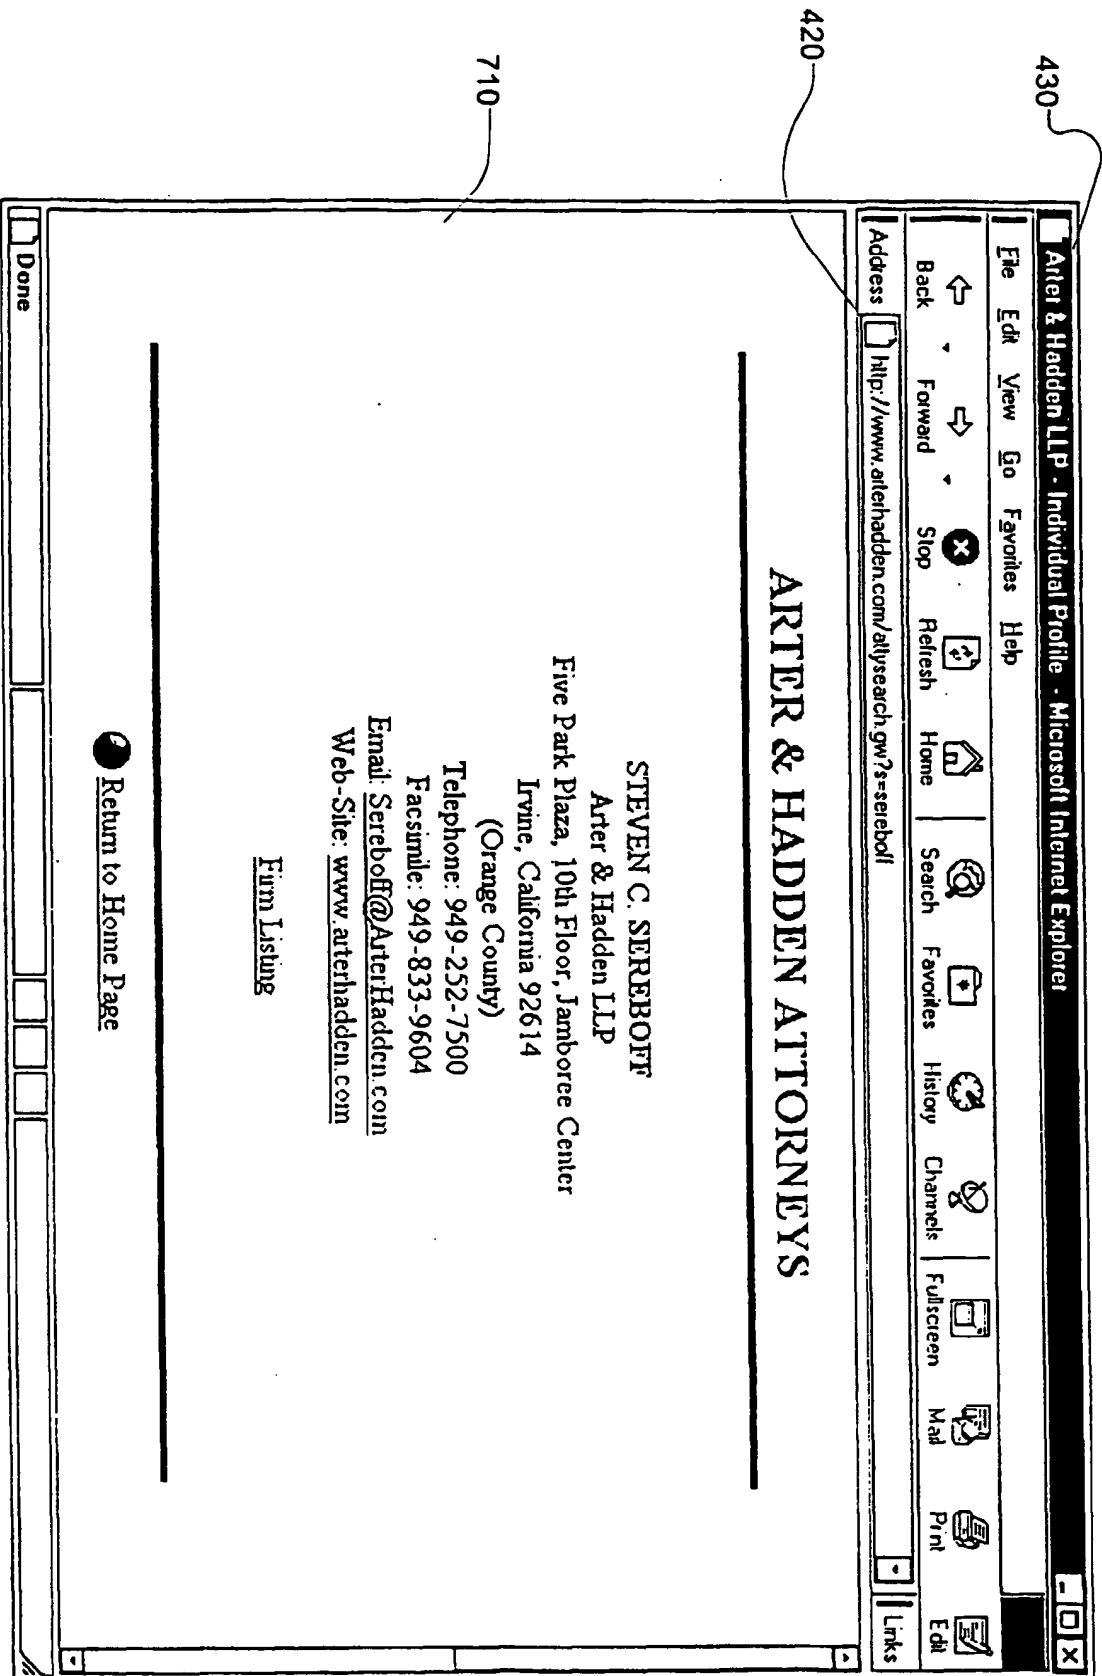 430
Arter & Hadden LLP - Individual Profile - Microsoft Internet Explorer
File Edit View Go Favorites Help
Back Forward Stop Refresh Home Search Favorites History Channels Fullscreen Mail Print Edit
420
Address http://www.arterhadden.com/attysearch.gw?s=sereboff Links
ARTER & HADDEN ATTORNEYS
STEVEN C. SEREBOFF
Arter & Hadden LLP
Five Park Plaza, 10th Floor, Jamboree Center
Irvine, California 92614
(Orange County)
Telephone: 949-252-7500
Facsimile: 949-833-9604
Email: Sereboff@ArterHadden.com
Web-Site: www.arterhadden.com
710
Firm Listing
Return to Home Page
Done